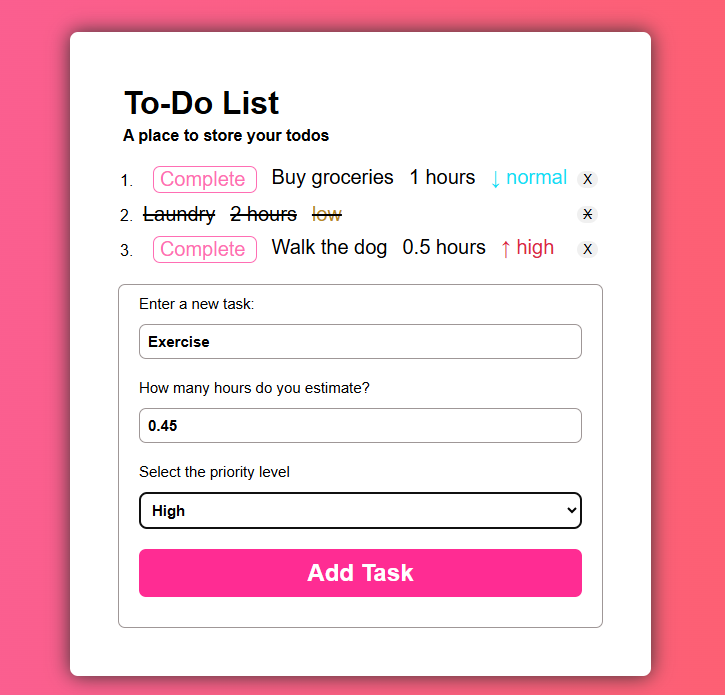 To-Do List
A place to store your todos
1. Complete Buy groceries 1 hours ↓ normal X
2. Laundry 2 hours low X
3. Complete Walk the dog 0.5 hours ↑ high X
Enter a new task:
Exercise
How many hours do you estimate?
0.45
Select the priority level
High
Add Task